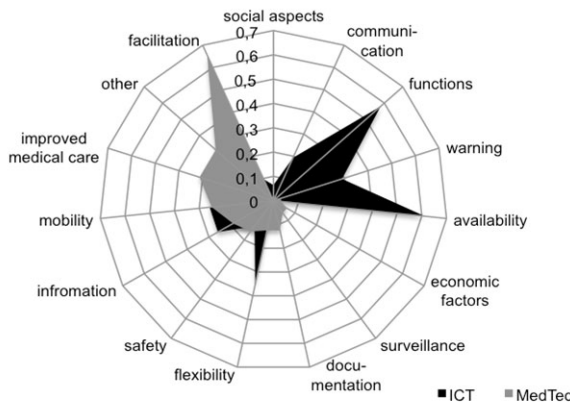 social aspects
communi-
cation
functions
warning
availability
economic
factors
surveillance
docu-
mentation
flexibility
safety
infromation
mobility
improved
medical care
other
facilitation
0,7
0,6
0,5
0,4
0,3
0,2
0,1
0
ICT
MedTec